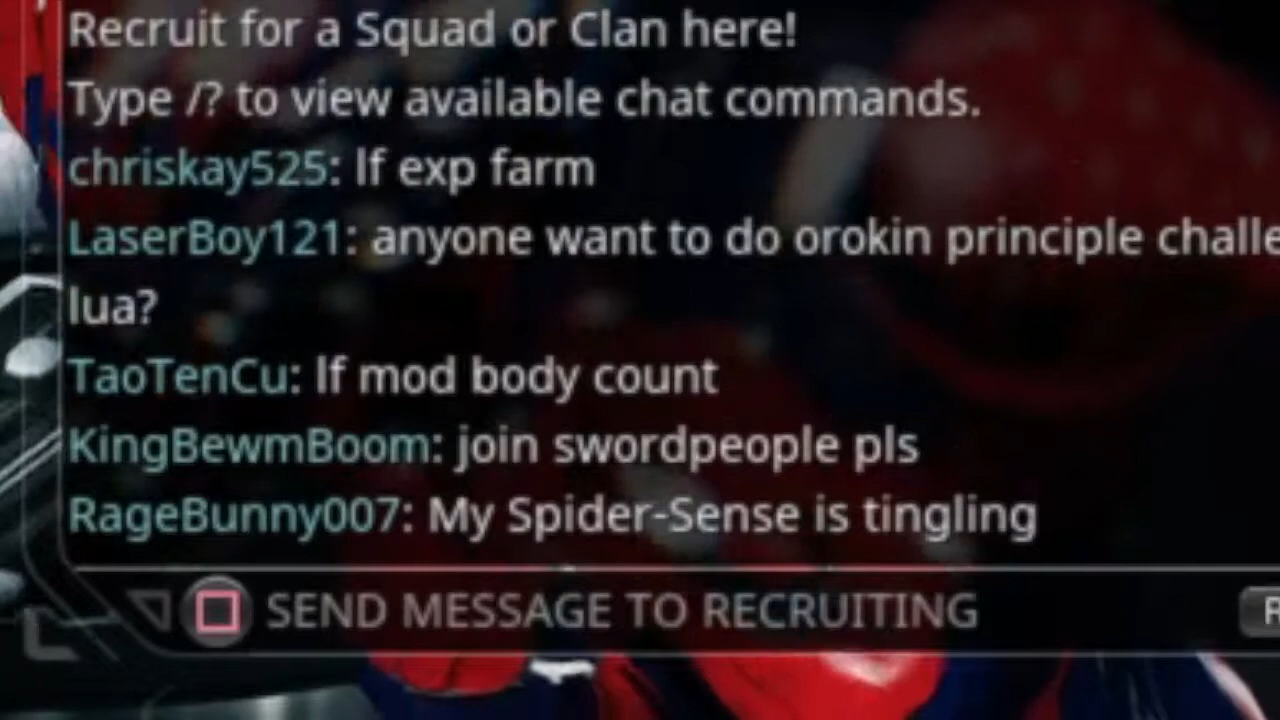 Recruit for a Squad or Clan here!
Type /? to view available chat commands.
chriskay525: lf exp farm
LaserBoy121: anyone want to do orokin principle challe
lua?
TaoTenCu: lf mod body count
KingBewmBoom: join swordpeople pls
RageBunny007: My Spider-Sense is tingling
SEND MESSAGE TO RECRUITING